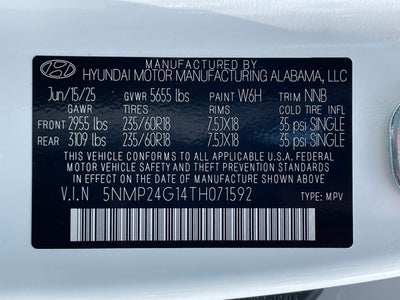 MANUFACTURED BY
HYUNDAI MOTOR MANUFACTURING ALABAMA, LLC
Jun/15/25 GVWR 5655 lbs PAINT W6H TRIM NNB
GAWR TIRES RIMS COLD TIRE INFL
FRONT 2955 lbs 235/60R18 7.5JX18 35 psi SINGLE
REAR 3109 lbs 235/60R18 7.5JX18 35 psi SINGLE
THIS VEHICLE CONFORMS TO ALL APPLICABLE U.S.A FEDERAL MOTOR
VEHICLE SAFETY AND THEFT PREVENTION STANDARDS IN EFFECT ON
THE DATE OF MANUFACTURE SHOWN ABOVE.
V.I.N 5NMP24G14TH071592 TYPE: MPV